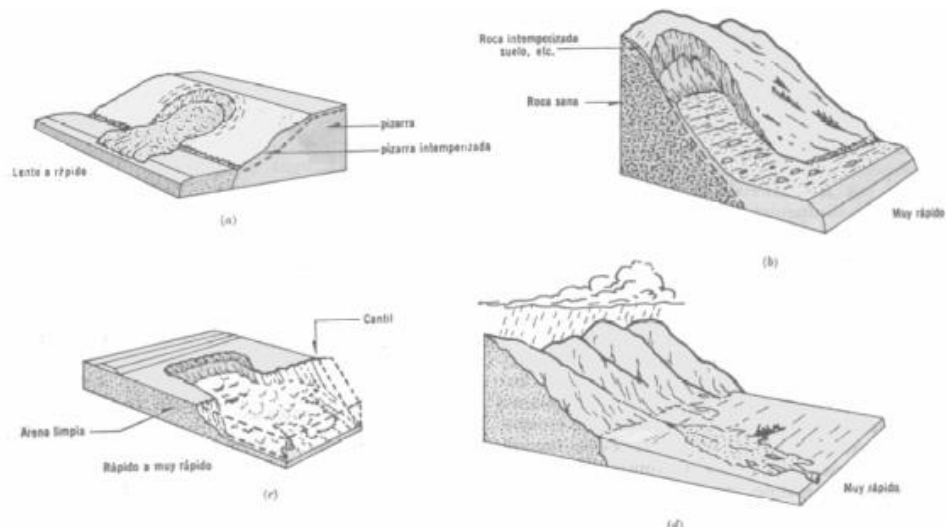 pizarra
pizarra intemperizada
Lento a rápido
(a)
Roca intemperizada
suelo, etc.
Roca sana
Muy rápido
(b)
Cantil
Arena limpia
Rápido a muy rápido
(c)
Muy rápido
(d)